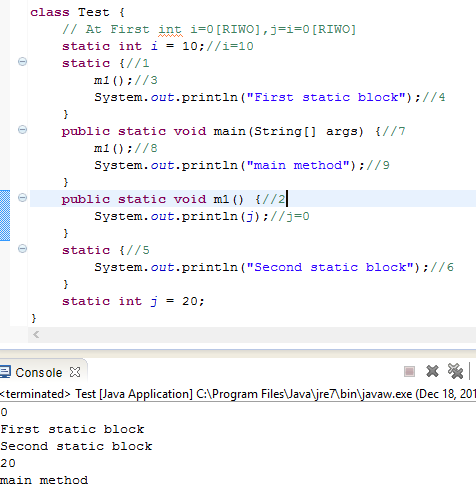 class Test {
// At First int i=0[RIWO],j=i=0[RIWO]
static int i = 10;//i=10
static {//1
m1();//3
System.out.println("First static block");//4
}
public static void main(String[] args) {//7
m1();//8
System.out.println("main method");//9
}
public static void m1() {//2
System.out.println(j);//j=0
}
static {//5
System.out.println("Second static block");//6
}
static int j = 20;
}
Console
<terminated> Test [Java Application] C:\Program Files\Java\jre7\bin\javaw.exe (Dec 18, 201
0
First static block
Second static block
20
main method